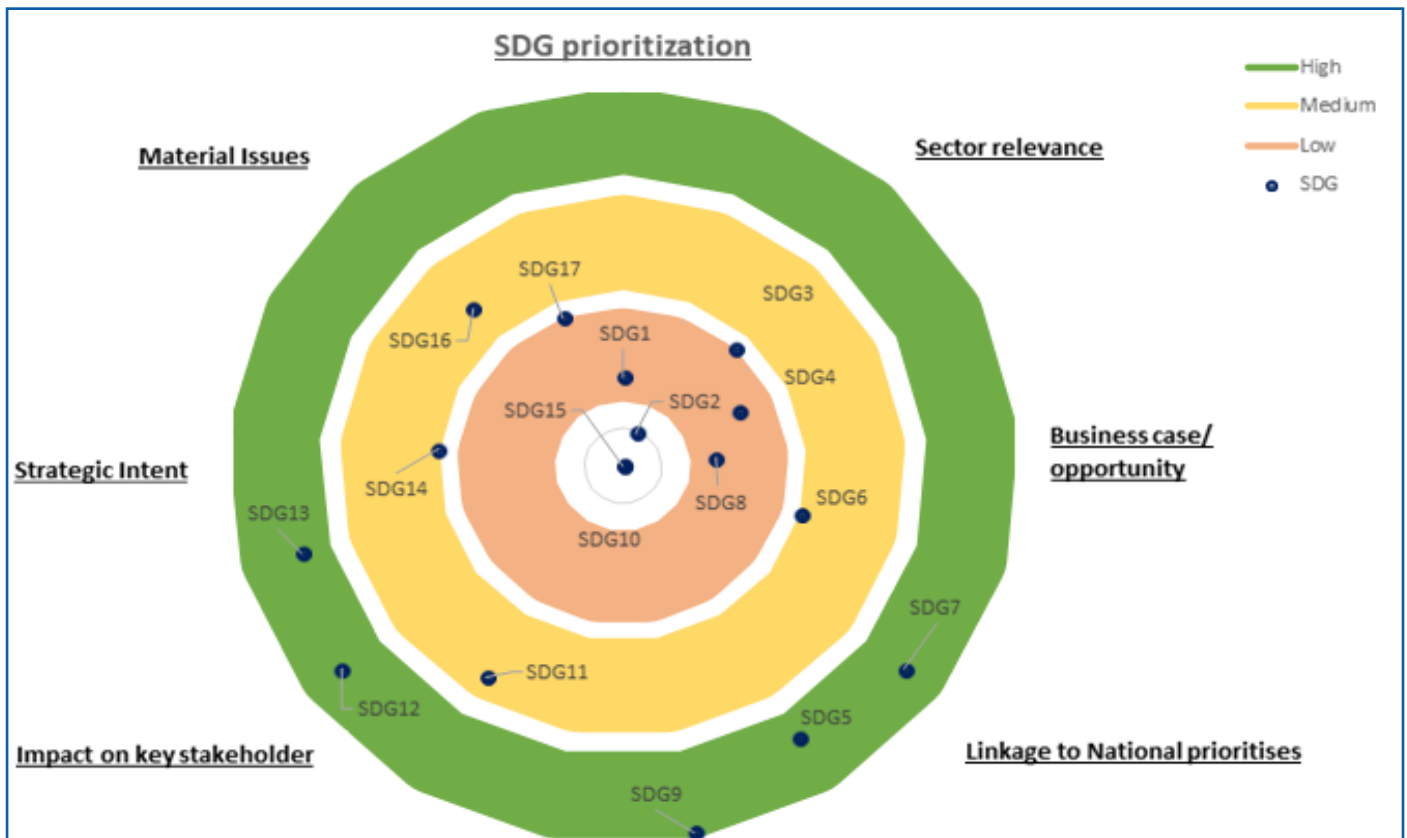 SDG prioritization
High
Medium
Low
SDG
Material Issues
Sector relevance
SDG17
SDG3
SDG16
SDG1
SDG4
SDG15
SDG2
Business case/
opportunity
Strategic Intent
SDG14
SDG8
SDG6
SDG13
SDG10
SDG7
SDG11
SDG12
SDG5
Impact on key stakeholder
Linkage to National prioritises
SDG9